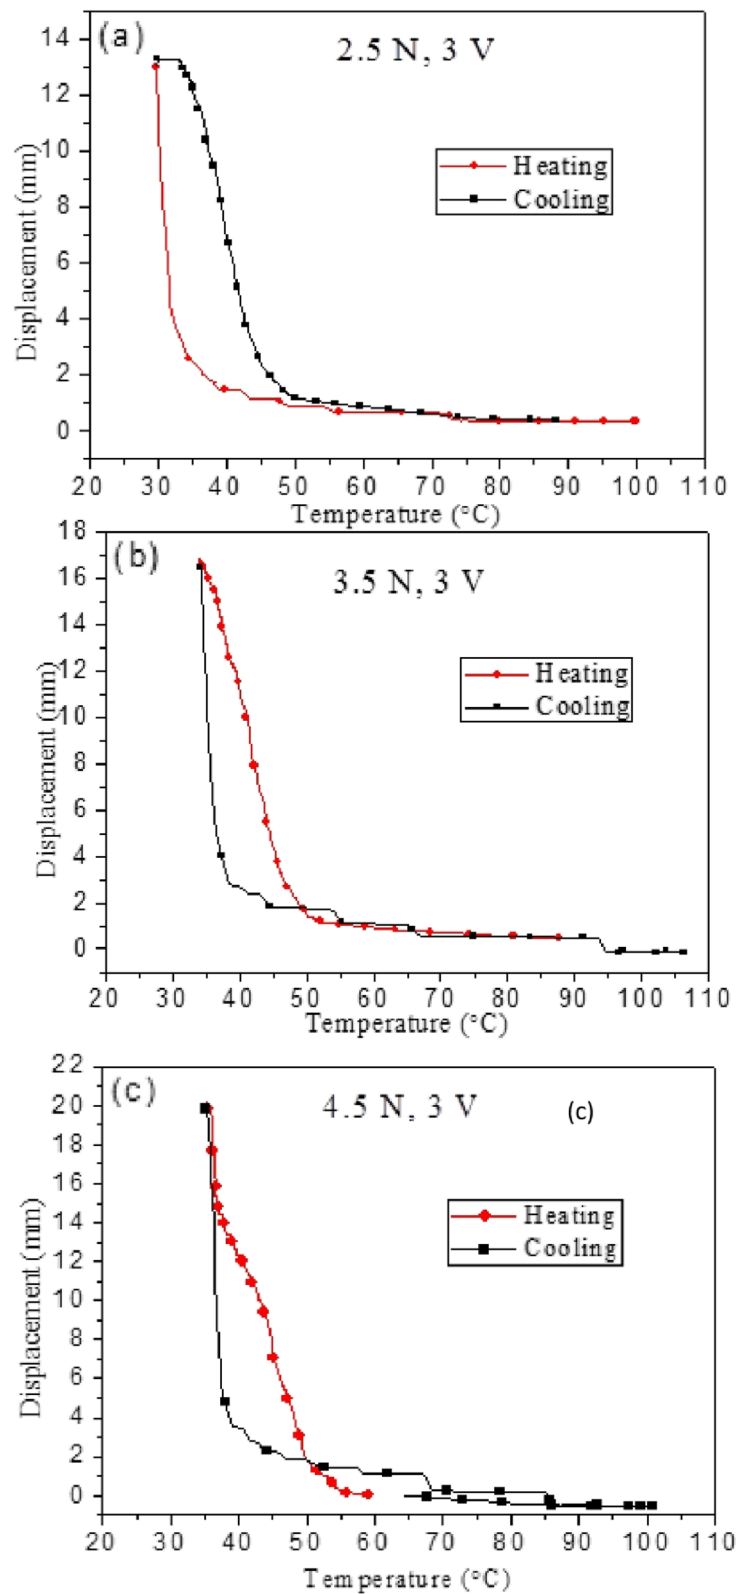 (a)
2.5 N, 3 V
Heating
Cooling
Displacement (mm)
14
12
10
8
6
4
2
0
20 30 40 50 60 70 80 90 100 110
Temperature (°C)
(b)
3.5 N, 3 V
Heating
Cooling
Displacement (mm)
18
16
14
12
10
8
6
4
2
0
20 30 40 50 60 70 80 90 100 110
Temperature (°C)
(c)
4.5 N, 3 V
(c)
Heating
Cooling
Displacement (mm)
22
20
18
16
14
12
10
8
6
4
2
0
20 30 40 50 60 70 80 90 100 110
Temperature (°C)